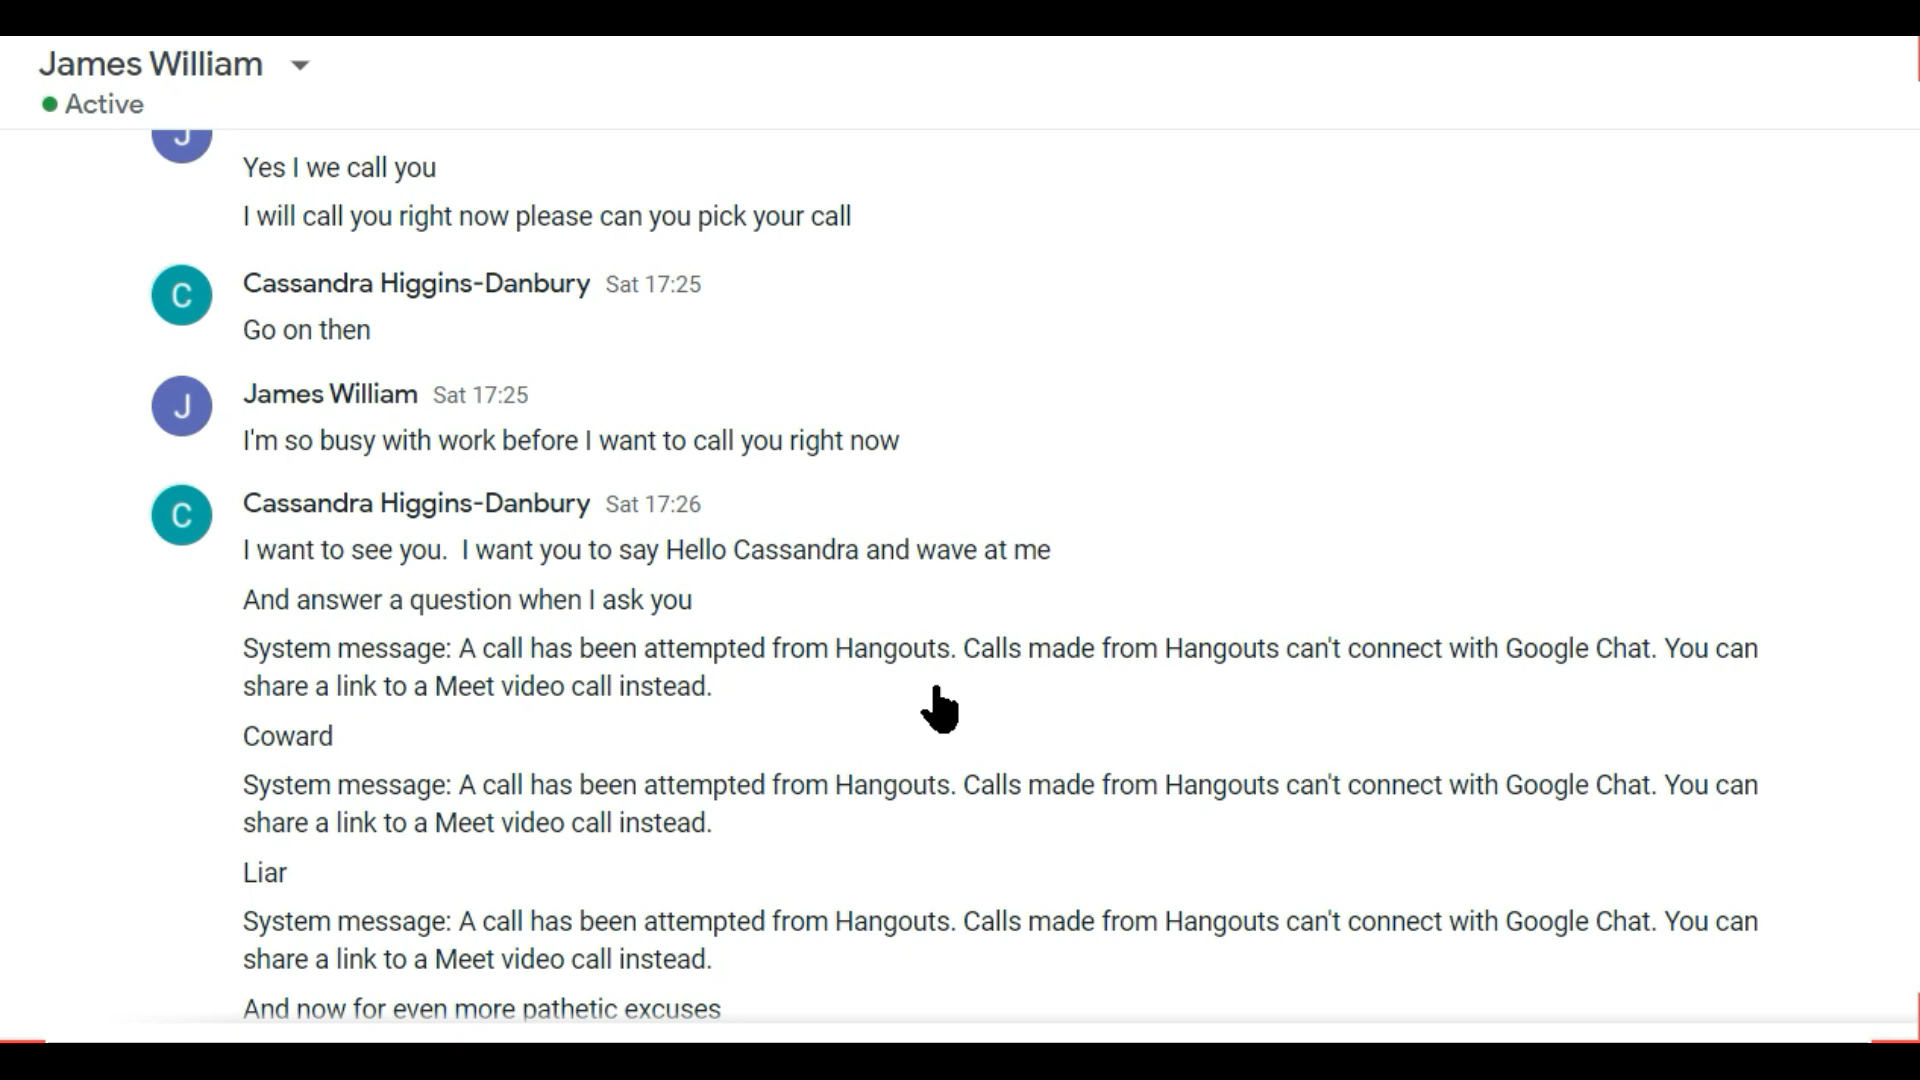 James William
Active
J
Yes I we call you
I will call you right now please can you pick your call
C
Cassandra Higgins-Danbury Sat 17:25
Go on then
J
James William Sat 17:25
I'm so busy with work before I want to call you right now
C
Cassandra Higgins-Danbury Sat 17:26
I want to see you.  I want you to say Hello Cassandra and wave at me
And answer a question when I ask you
System message: A call has been attempted from Hangouts. Calls made from Hangouts can't connect with Google Chat. You can
share a link to a Meet video call instead.
Coward
System message: A call has been attempted from Hangouts. Calls made from Hangouts can't connect with Google Chat. You can
share a link to a Meet video call instead.
Liar
System message: A call has been attempted from Hangouts. Calls made from Hangouts can't connect with Google Chat. You can
share a link to a Meet video call instead.
And now for even more pathetic excuses